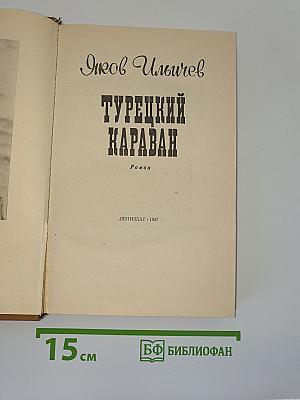 Яков Ильичев
ТУРЕЦКИЙ
КАРАВАН
Роман
ЛЕНИЗДАТ · 1987
15 см
БФ БИБЛИОФАН